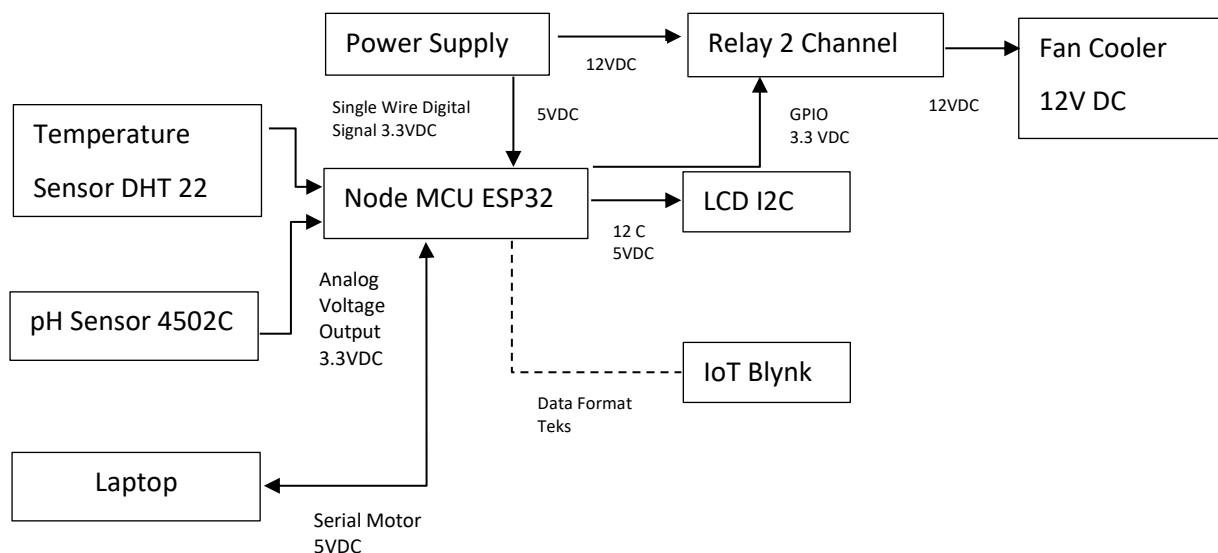 Power Supply
12VDC
Relay 2 Channel
Fan Cooler
12V DC
12VDC
Single Wire Digital
Signal 3.3VDC
5VDC
GPIO
3.3 VDC
Temperature
Sensor DHT 22
Node MCU ESP32
LCD I2C
12 C
5VDC
pH Sensor 4502C
Analog
Voltage
Output
3.3VDC
IoT Blynk
Data Format
Teks
Laptop
Serial Motor
5VDC